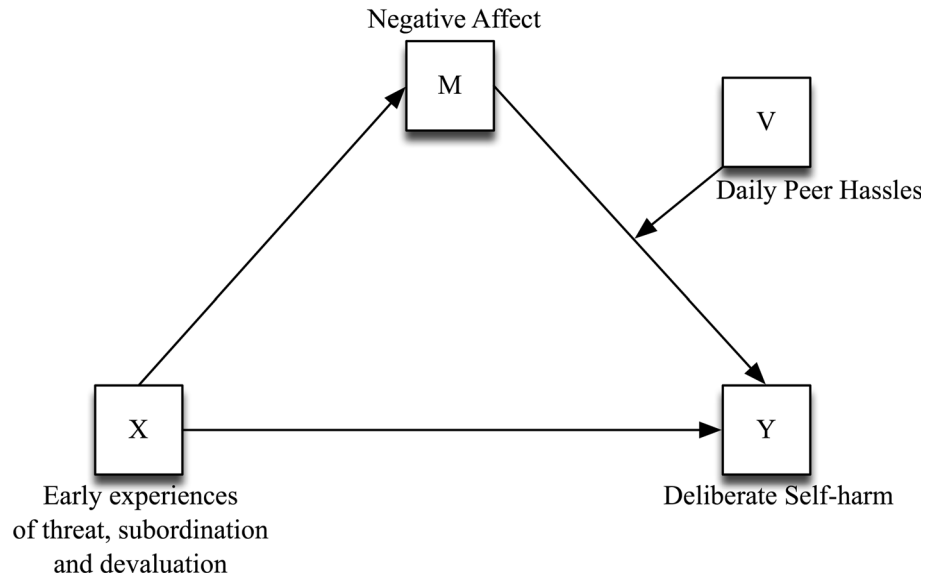 Negative Affect
M
V
Daily Peer Hassles
X
Y
Early experiences
of threat, subordination
and devaluation
Deliberate Self-harm